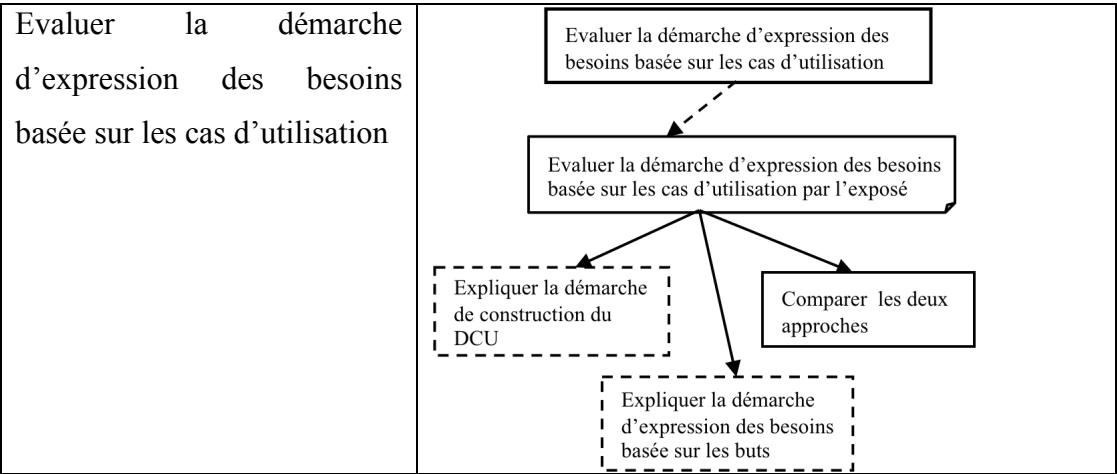 Evaluer la démarche
d’expression des besoins
basée sur les cas d’utilisation
Evaluer la démarche d’expression des
besoins basée sur les cas d’utilisation
Evaluer la démarche d’expression des besoins
basée sur les cas d’utilisation par l’exposé
Expliquer la démarche
de construction du
DCU
Comparer les deux
approches
Expliquer la démarche
d’expression des besoins
basée sur les buts